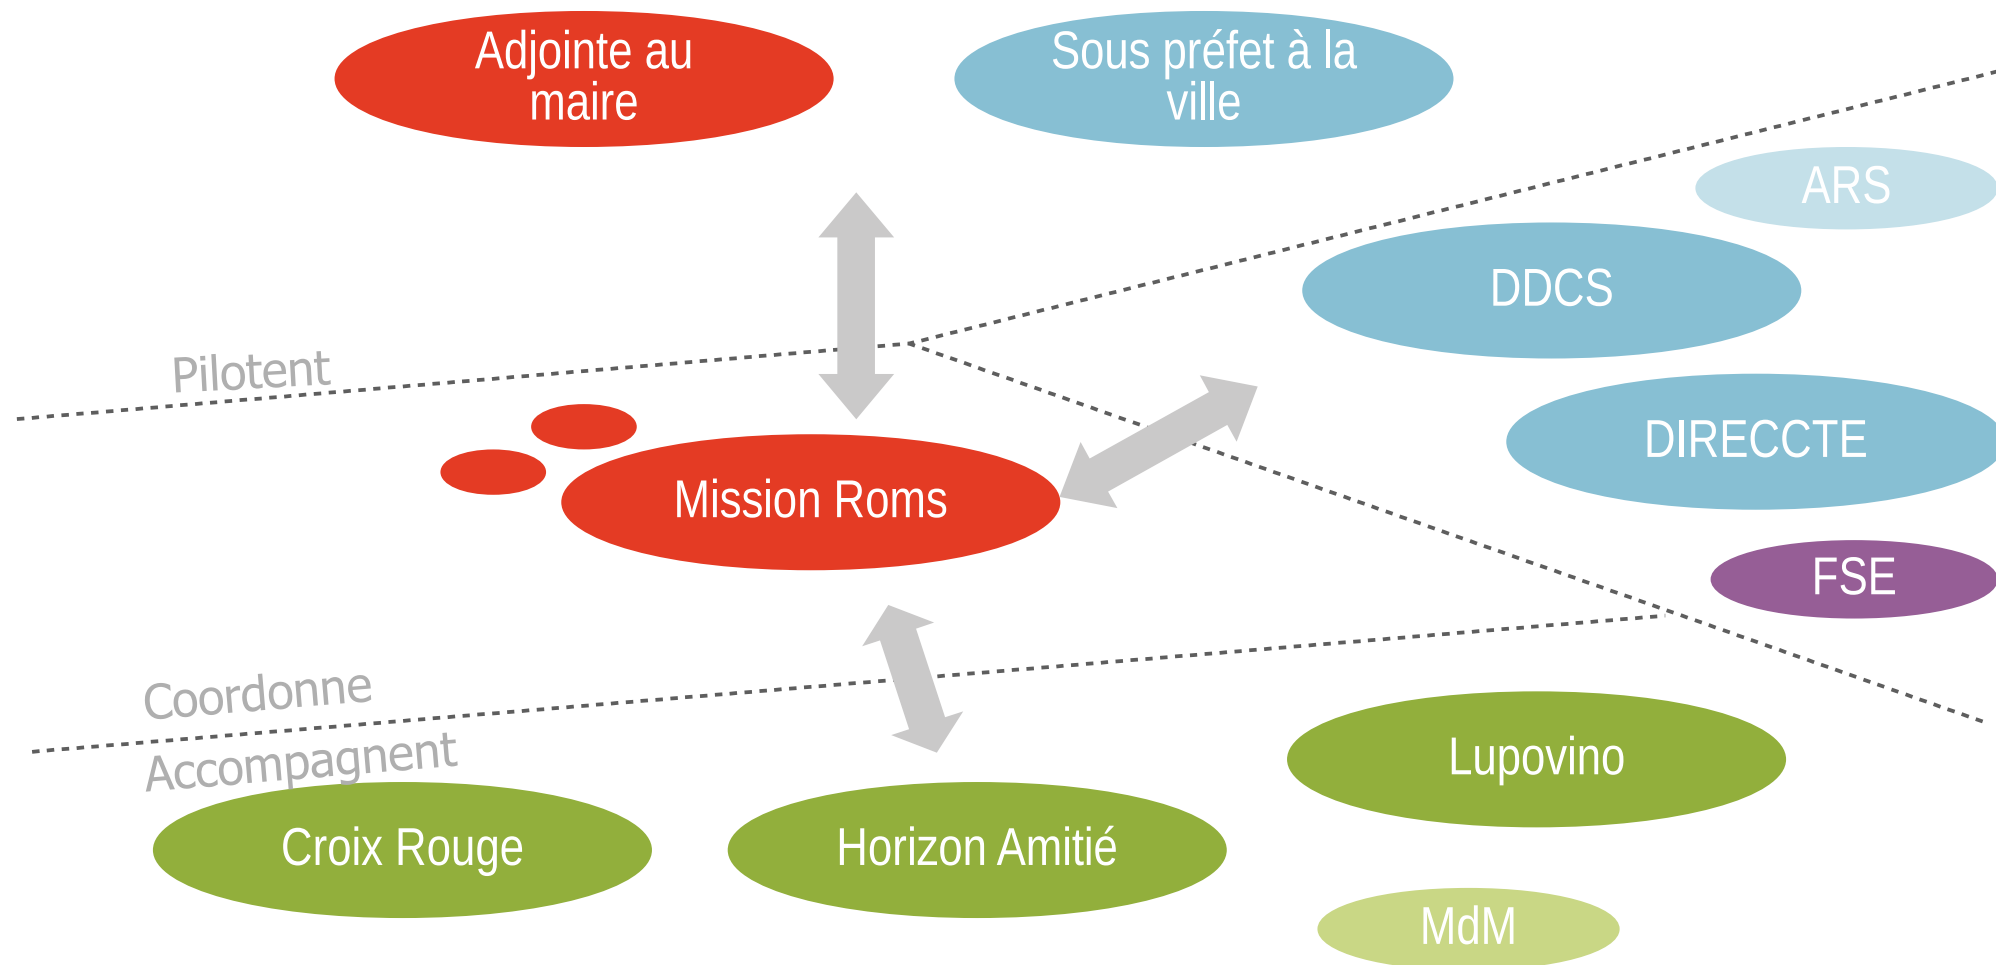 Adjointe au
maire
Sous préfet à la
ville
ARS
DDCS
Pilotent
DIRECCTE
Mission Roms
FSE
Coordonne
Accompagnent
Lupovino
Croix Rouge
Horizon Amitié
MdM